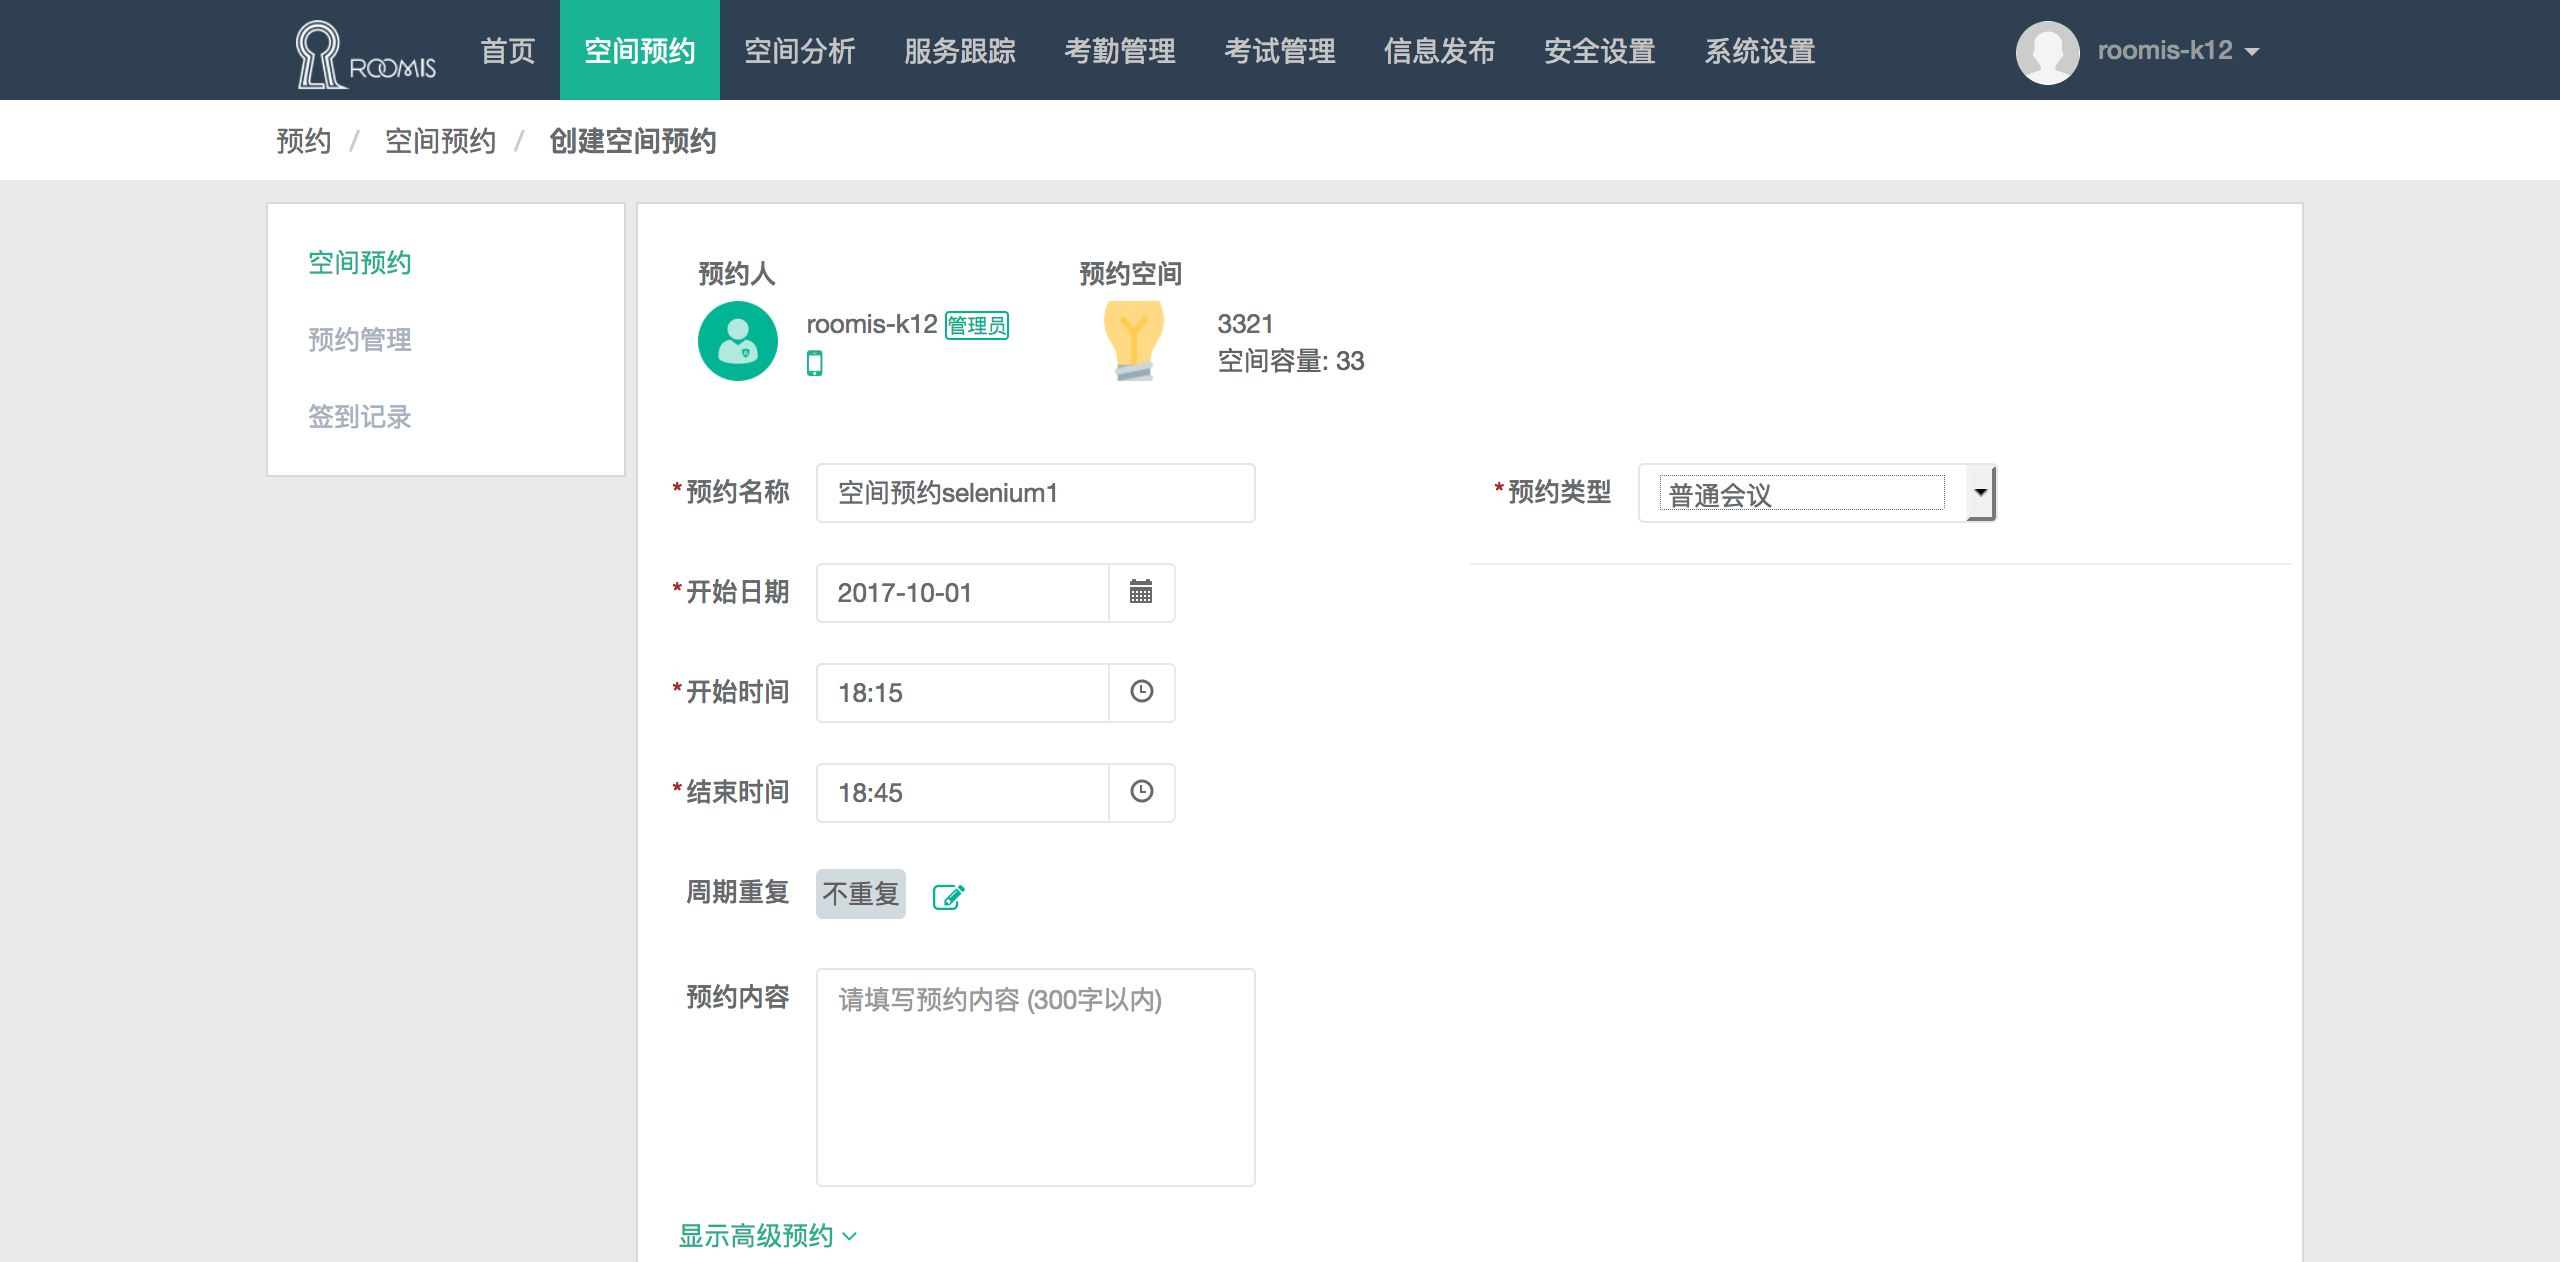 ROOMIS 首页 空间预约 空间分析 服务跟踪 考勤管理 考试管理 信息发布 安全设置 系统设置 roomis-k12
预约 / 空间预约 / 创建空间预约
空间预约
预约管理
签到记录
预约人 预约空间
roomis-k12 管理员 3321
空间容量: 33
*预约名称 空间预约selenium1 *预约类型 普通会议
*开始日期 2017-10-01
*开始时间 18:15
*结束时间 18:45
周期重复 不重复
预约内容 请填写预约内容 (300字以内)
显示高级预约